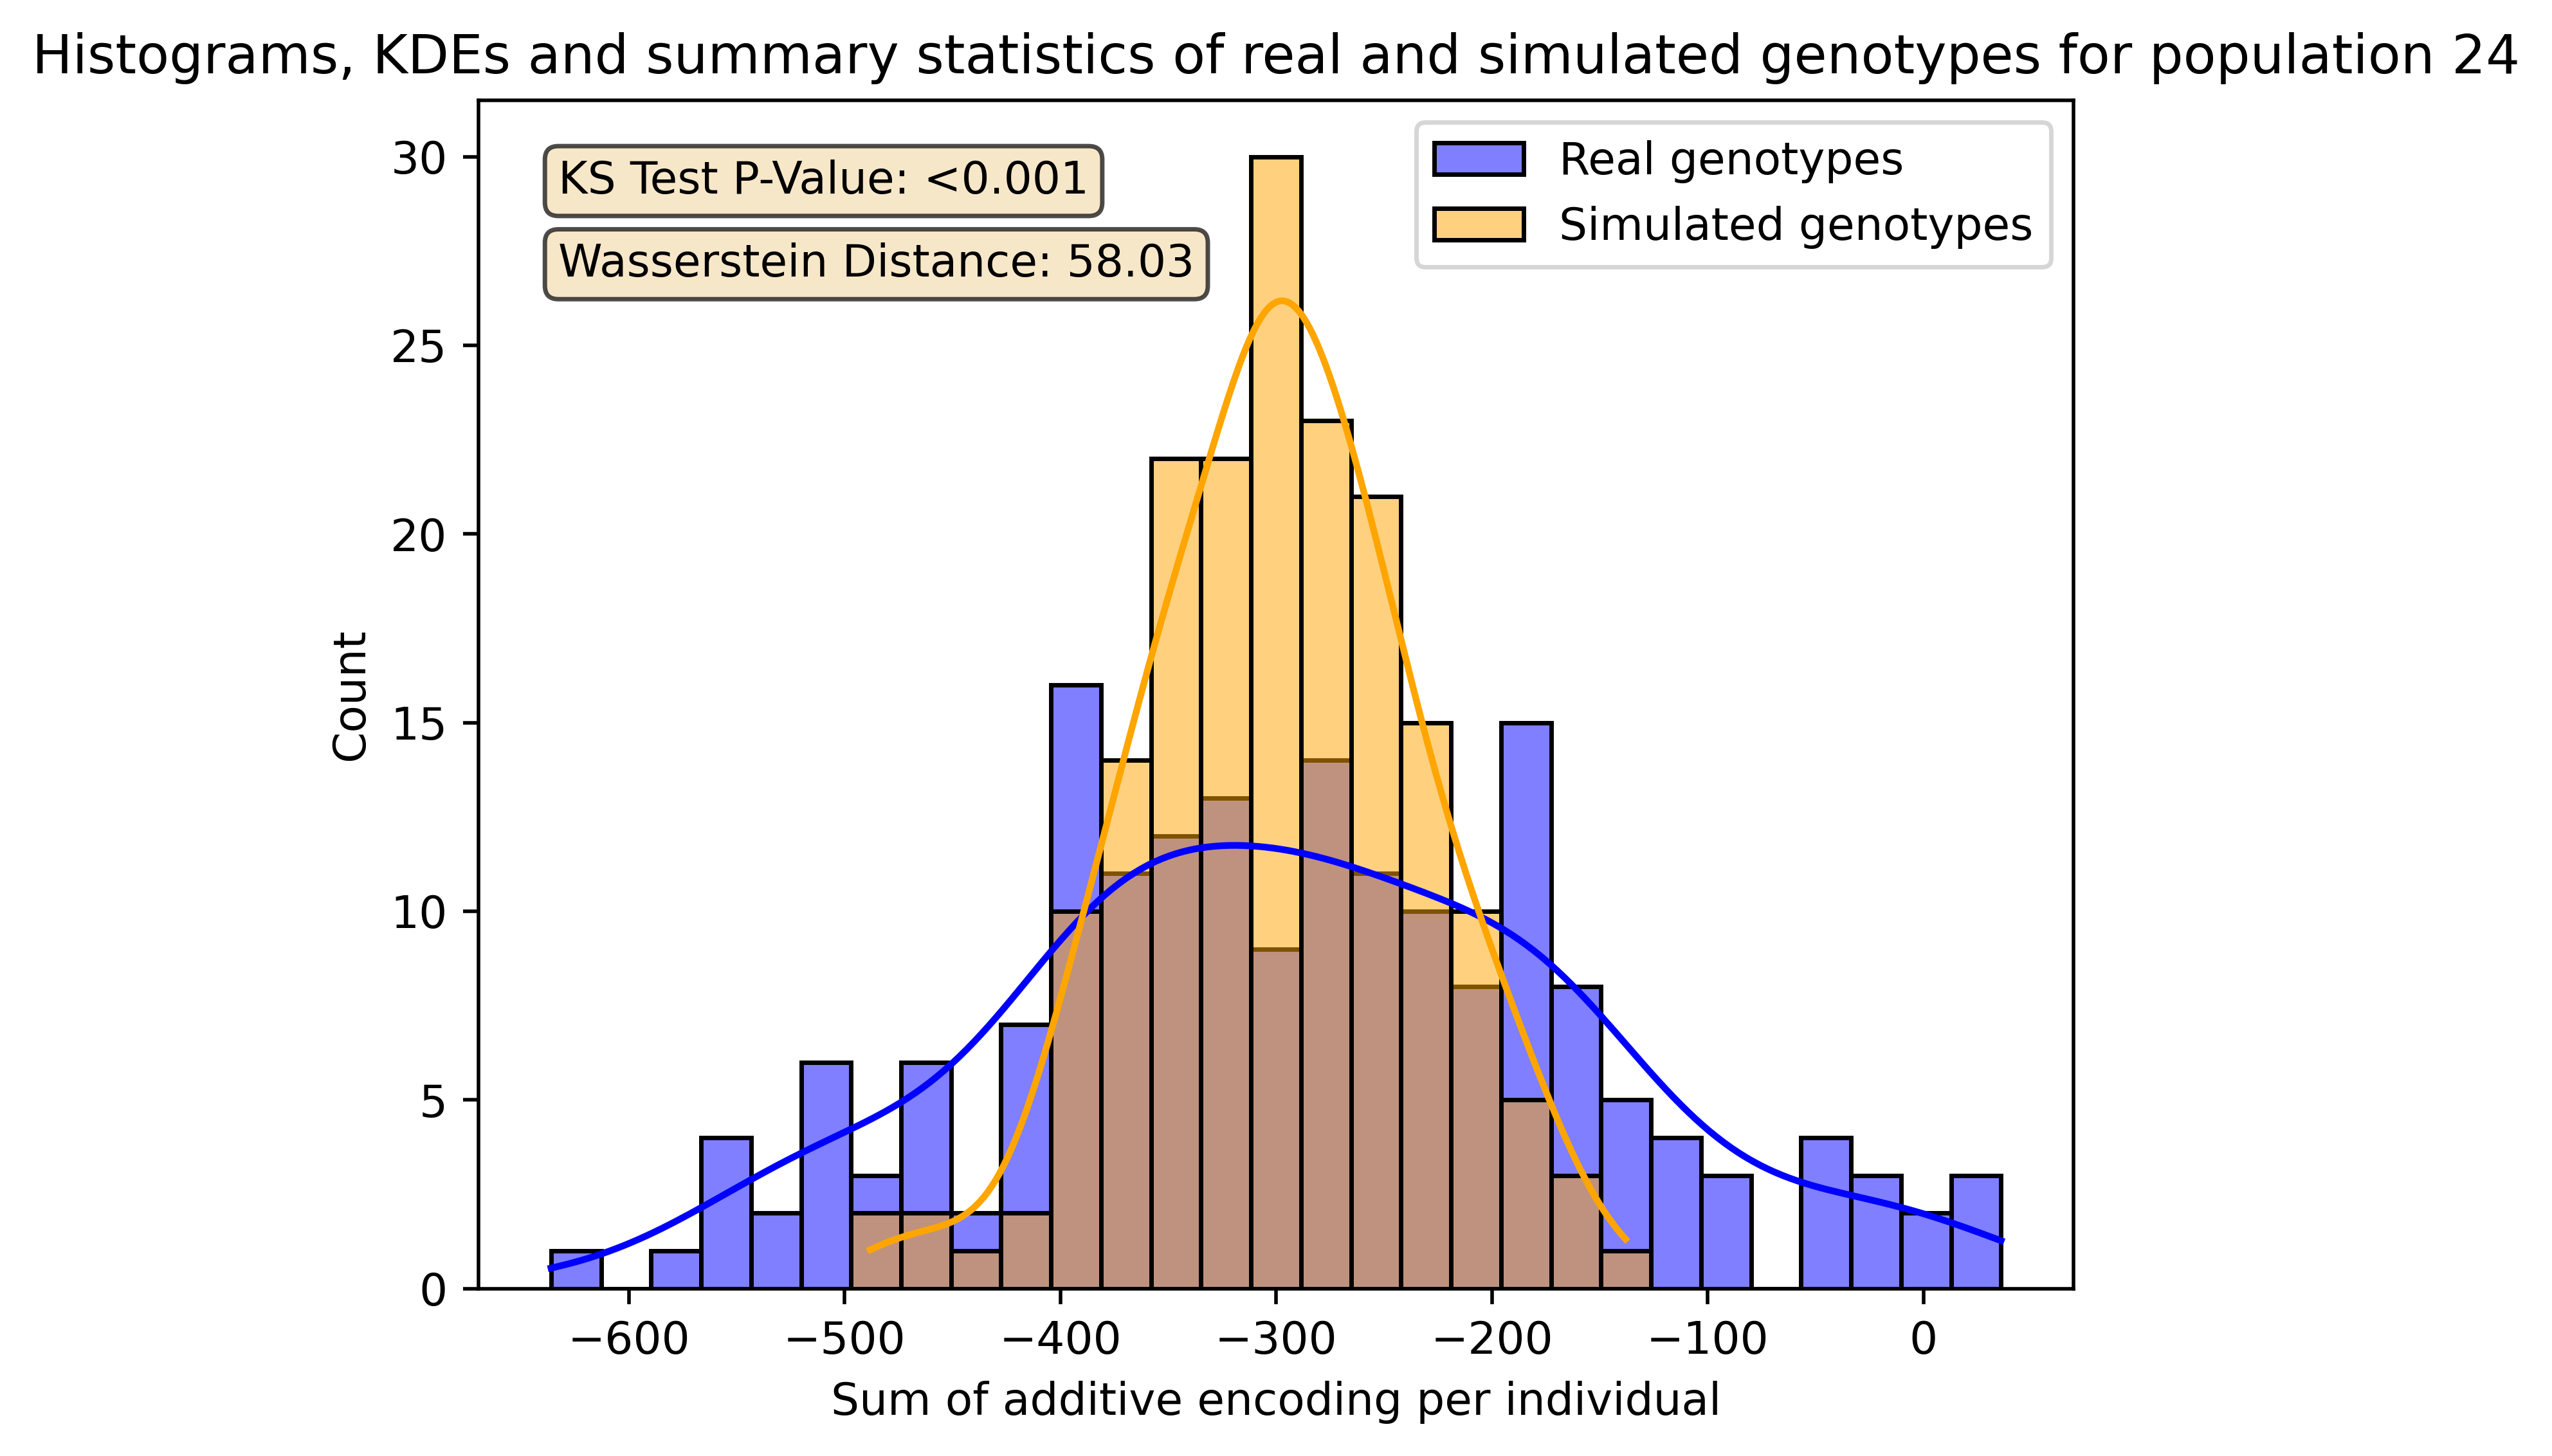 Histograms, KDEs and summary statistics of real and simulated genotypes for population 24
KS Test P-Value: <0.001
Wasserstein Distance: 58.03
Real genotypes
Simulated genotypes
Count
30
25
20
15
10
5
0
−600 −500 −400 −300 −200 −100 0
Sum of additive encoding per individual